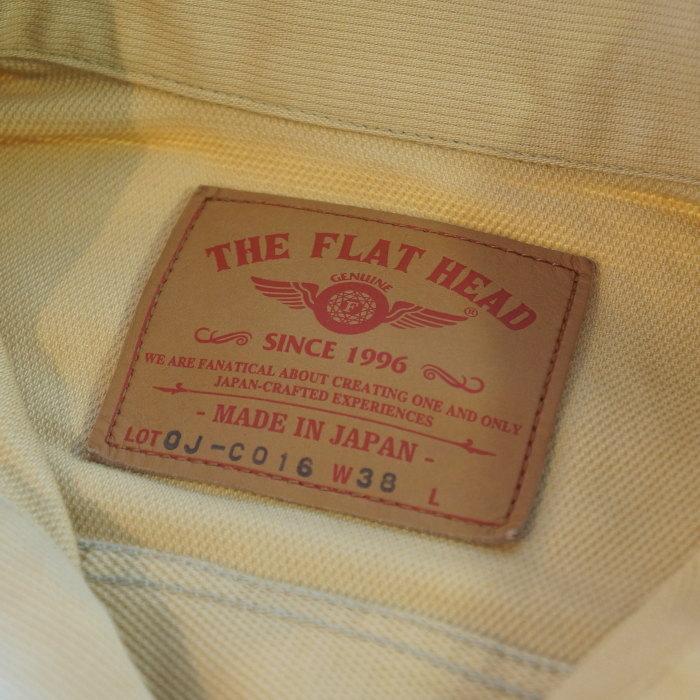 THE FLAT HEAD
GENUINE
F
®
SINCE 1996
WE ARE FANATICAL ABOUT CREATING ONE AND ONLY
JAPAN-CRAFTED EXPERIENCES
- MADE IN JAPAN -
LOT OJ-C016 W 38 L